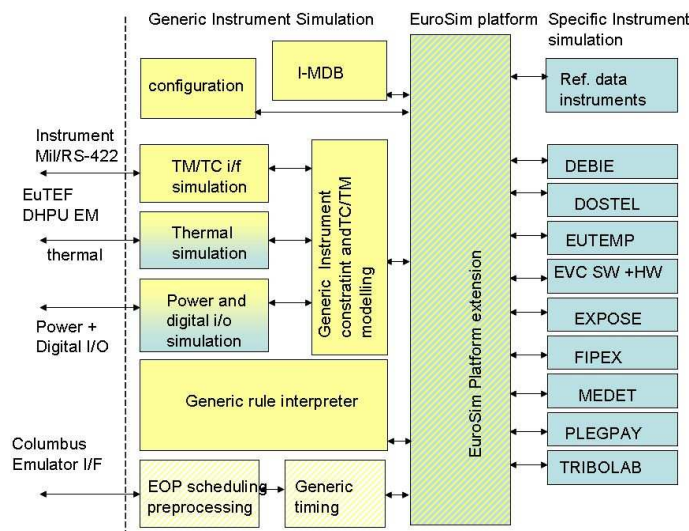 Generic Instrument Simulation
EuroSim platform
Specific Instrument
simulation
configuration
I-MDB
Ref. data
instruments
Instrument
Mil/RS-422
EuTEF
DHPU EM
thermal
Power +
Digital I/O
Columbus
Emulator I/F
TM/TC i/f
simulation
Thermal
simulation
Power and
digital i/o
simulation
Generic Instrument
constratint andTC/TM
modelling
Generic rule interpreter
EOP scheduling
preprocessing
Generic
timing
EuroSim Platform extension
DEBIE
DOSTEL
EUTEMP
EVC SW +HW
EXPOSE
FIPEX
MEDET
PLEGPAY
TRIBOLAB